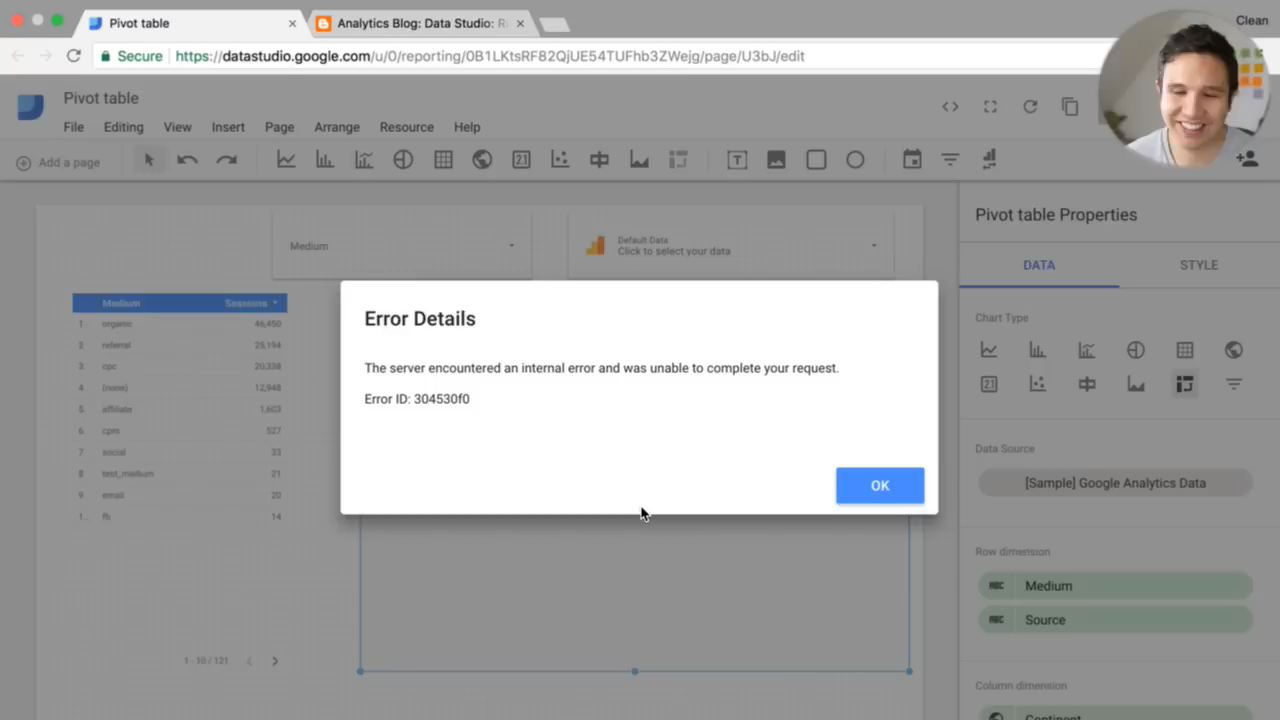 Pivot table
Analytics Blog: Data Studio: R
Clean
Secure https://datastudio.google.com/u/0/reporting/0B1LKtsRF82QjUE54TUFhb3ZWejg/page/U3bJ/edit
Pivot table
File Editing View Insert Page Arrange Resource Help
Add a page
Pivot table Properties
Medium
Default Data
Click to select your data
DATA STYLE
Medium Sessions
1. organic 46,450
2. referral 25,194
3. cpc 20,338
4. (none) 12,948
5. affiliate 1,603
6. cpm 527
7. social 33
8. test_medium 21
9. email 20
1.. fb 14
1 - 10 / 121
Error Details
The server encountered an internal error and was unable to complete your request.
Error ID: 304530f0
OK
Chart Type
Data Source
[Sample] Google Analytics Data
Row dimension
ABC Medium
ABC Source
Column dimension
Continent